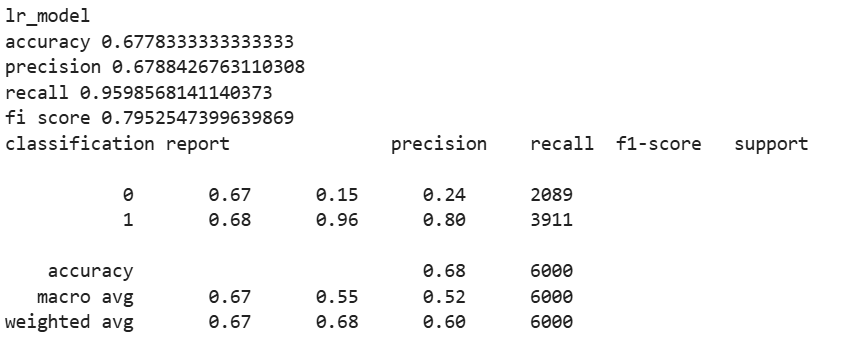 lr_model
accuracy 0.6778333333333333
precision 0.6788426763110308
recall 0.9598568141140373
fi score 0.7952547399639869
classification report precision recall f1-score support
0 0.67 0.15 0.24 2089
1 0.68 0.96 0.80 3911
accuracy 0.68 6000
macro avg 0.67 0.55 0.52 6000
weighted avg 0.67 0.68 0.60 6000